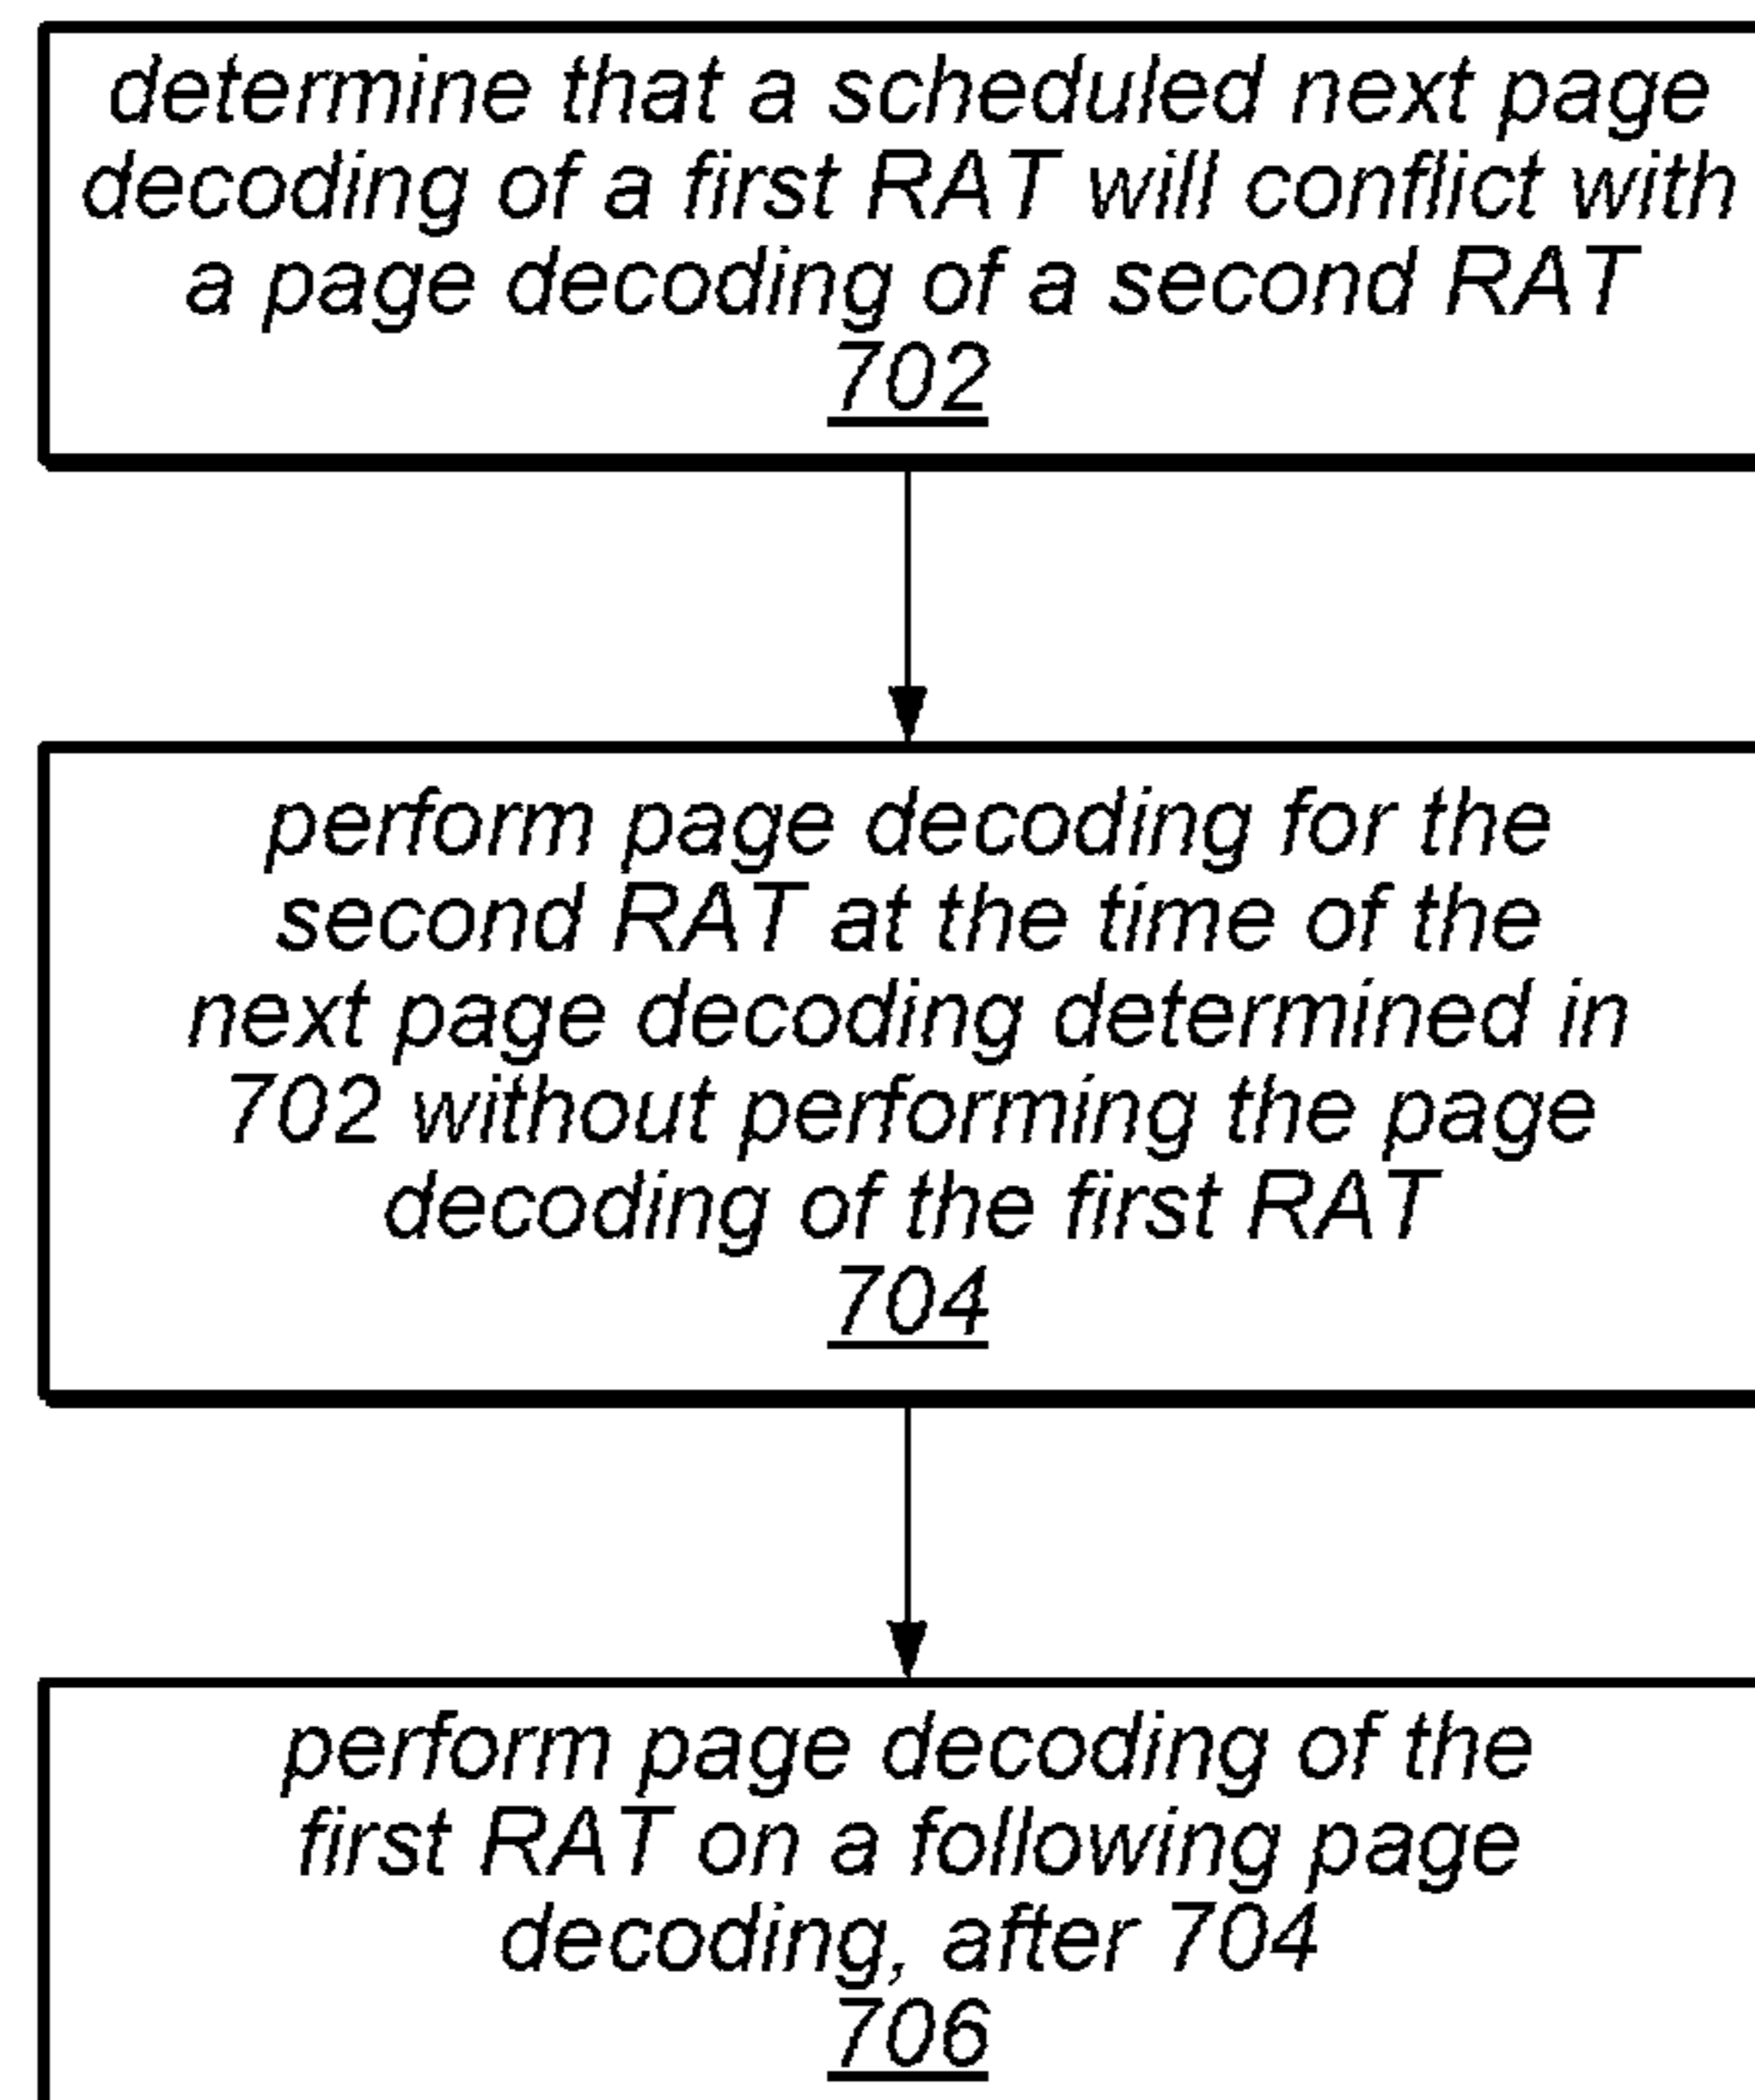 determine that a scheduled next page
decoding of a first RAT will conflict with
a page decoding of a second RAT
702
perform page decoding for the
second RAT at the time of the
next page decoding determined in
702 without performing the page
decoding of the first RAT
704
perform page decoding of the
first RAT on a following page
decoding, after 704
706